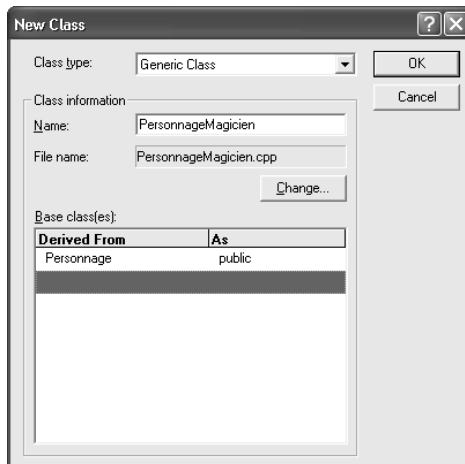 New Class
Class type: Generic Class OK
Class information Cancel
Name: PersonnageMagicien
File name: PersonnageMagicien.cpp
Change...
Base class(es):
Derived From As
Personnage public